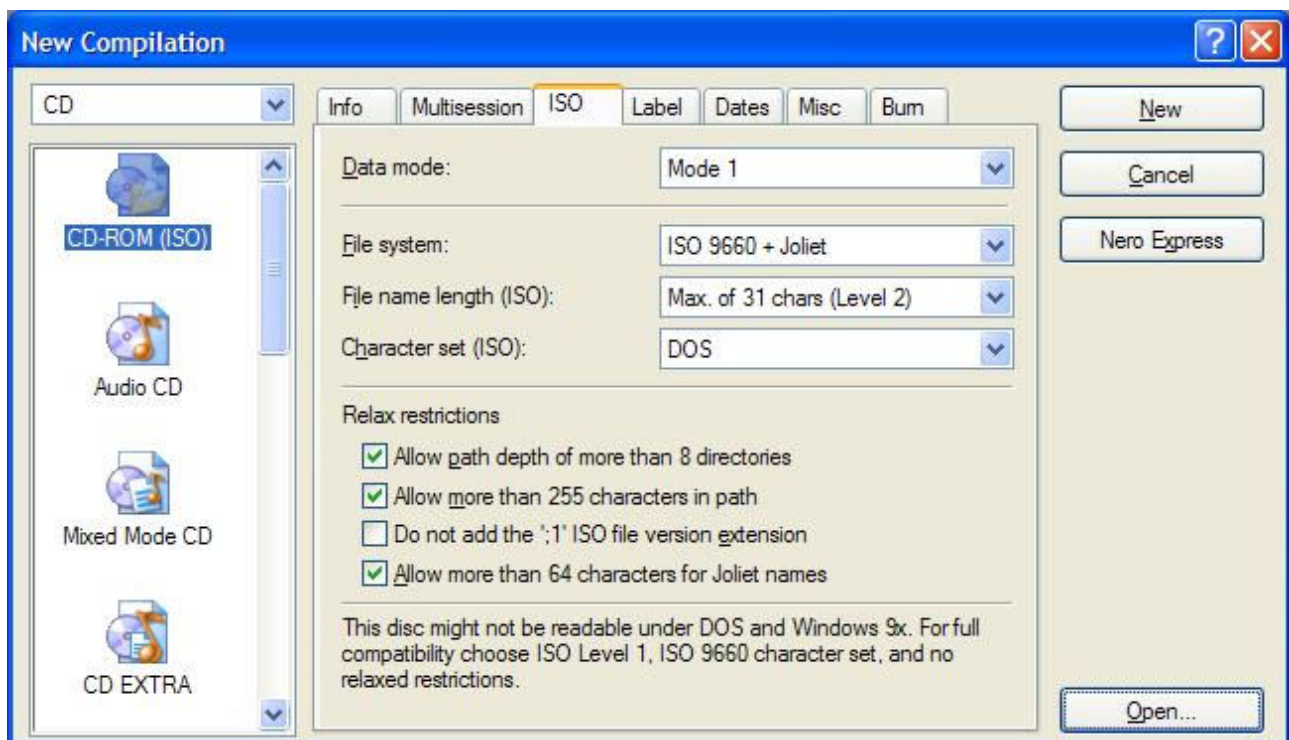 New Compilation
CD
CD-ROM (ISO)
Audio CD
Mixed Mode CD
CD EXTRA
Info Multisession ISO Label Dates Misc Burn
Data mode: Mode 1
File system: ISO 9660 + Joliet
File name length (ISO): Max. of 31 chars (Level 2)
Character set (ISO): DOS
Relax restrictions
Allow path depth of more than 8 directories
Allow more than 255 characters in path
Do not add the ';1' ISO file version extension
Allow more than 64 characters for Joliet names
This disc might not be readable under DOS and Windows 9x. For full
compatibility choose ISO Level 1, ISO 9660 character set, and no
relaxed restrictions.
New
Cancel
Nero Express
Open...